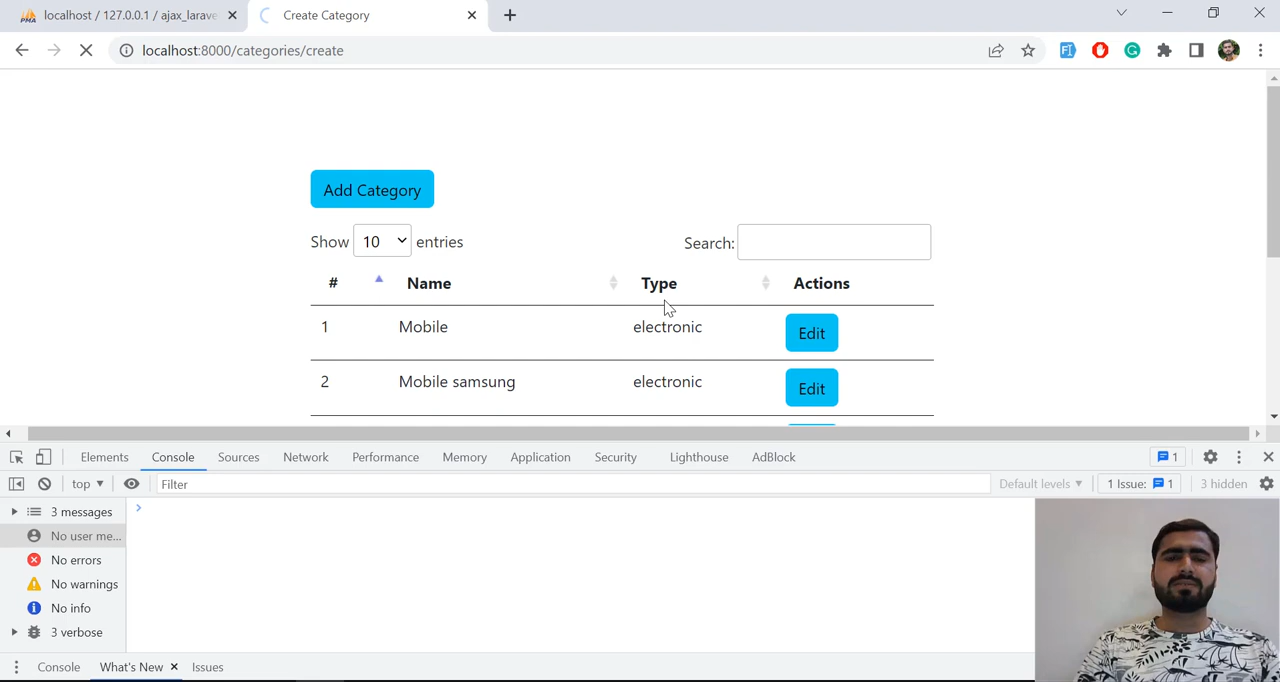 localhost / 127.0.0.1 / ajax_larave
Create Category
localhost:8000/categories/create
Add Category
Show 10 entries
Search:
# Name Type Actions
1 Mobile electronic Edit
2 Mobile samsung electronic Edit
Elements Console Sources Network Performance Memory Application Security Lighthouse AdBlock 1
top Filter Default levels 1 Issue: 1 3 hidden
3 messages
No user me...
No errors
No warnings
No info
3 verbose
Console What's New Issues